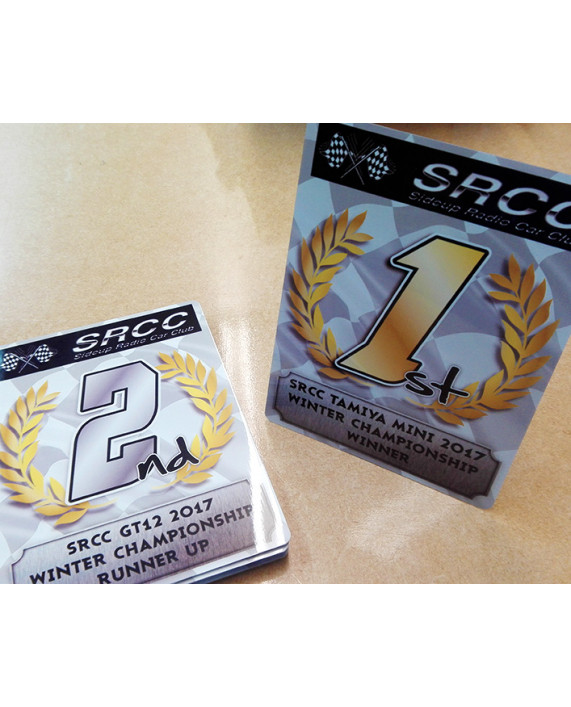 SRCC
Sidcup Radio Car Club
1st
SRCC TAMIYA MINI 2017
WINTER CHAMPIONSHIP
WINNER
SRCC
Sidcup Radio Car Club
2nd
SRCC GT12 2017
WINTER CHAMPIONSHIP
RUNNER UP